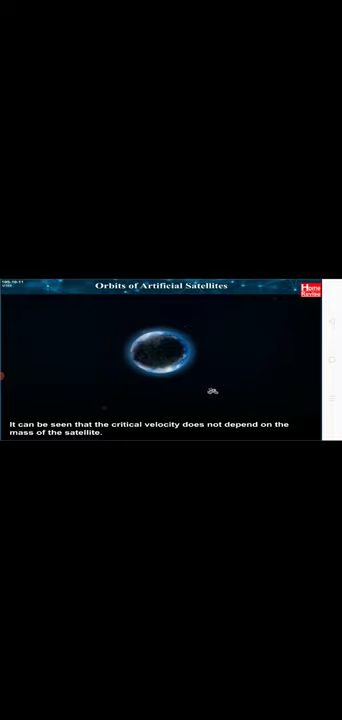 Orbits of Artificial Satellites
Home
Revise
It can be seen that the critical velocity does not depend on the
mass of the satellite.